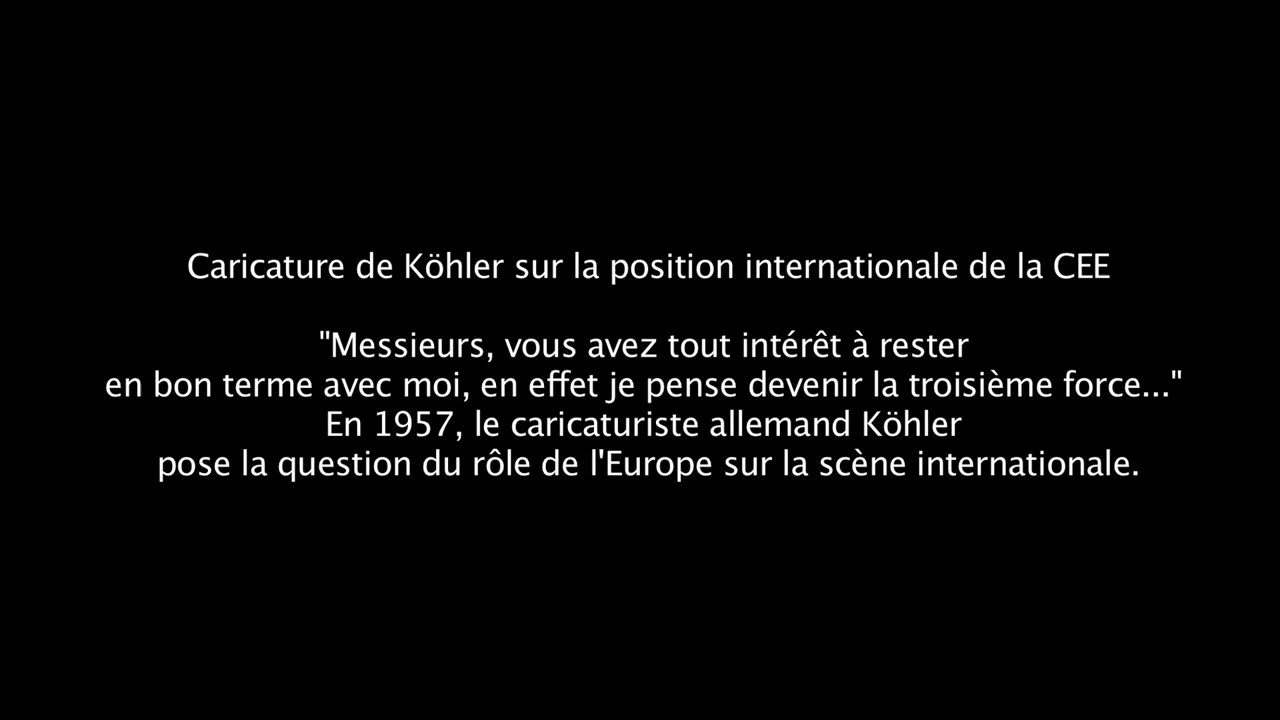 Caricature de Köhler sur la position internationale de la CEE
"Messieurs, vous avez tout intérêt à rester
en bon terme avec moi, en effet je pense devenir la troisième force..."
En 1957, le caricaturiste allemand Köhler
pose la question du rôle de l'Europe sur la scène internationale.